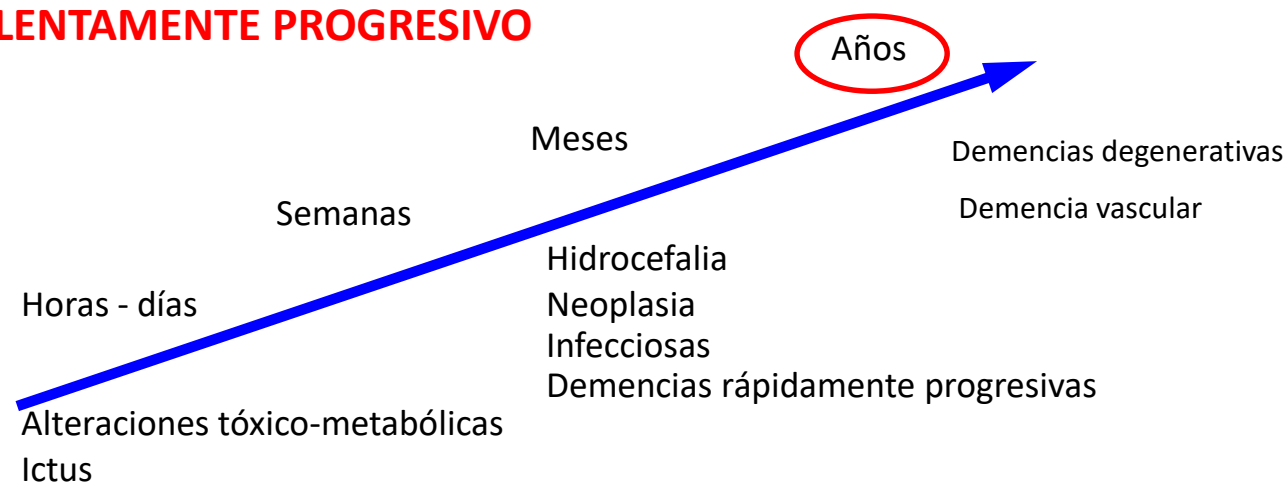 LENTAMENTE PROGRESIVO
Años
Meses
Demencias degenerativas
Semanas
Demencia vascular
Hidrocefalia
Horas - días
Neoplasia
Infecciosas
Demencias rápidamente progresivas
Alteraciones tóxico-metabólicas
Ictus